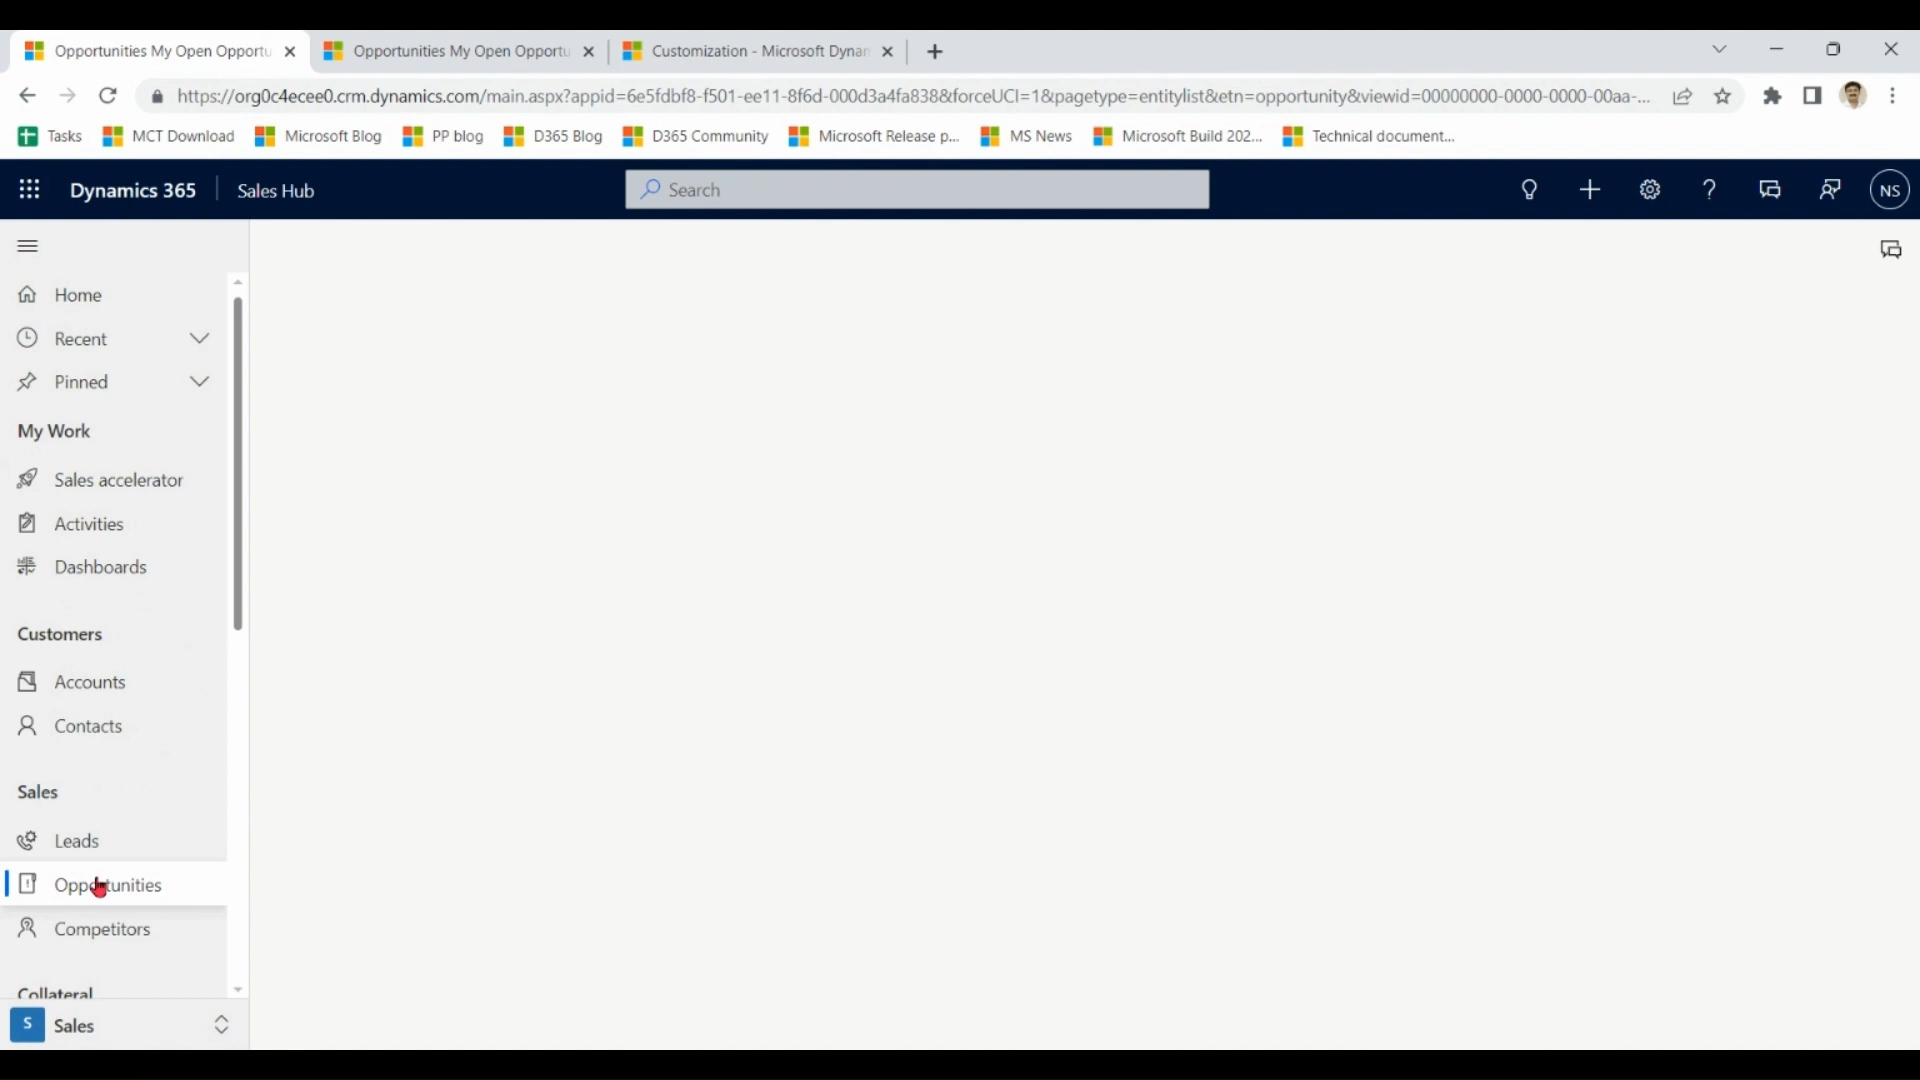 Opportunities My Open Opportu
Opportunities My Open Opportu
Customization - Microsoft Dynan
https://org0c4ecee0.crm.dynamics.com/main.aspx?appid=6e5fdbf8-f501-ee11-8f6d-000d3a4fa838&forceUCI=1&pagetype=entitylist&etn=opportunity&viewid=00000000-0000-0000-00aa-...
Tasks
MCT Download
Microsoft Blog
PP blog
D365 Blog
D365 Community
Microsoft Release p...
MS News
Microsoft Build 202...
Technical document...
Dynamics 365
Sales Hub
Search
NS
Home
Recent
Pinned
My Work
Sales accelerator
Activities
Dashboards
Customers
Accounts
Contacts
Sales
Leads
Opportunities
Competitors
Collateral
S
Sales